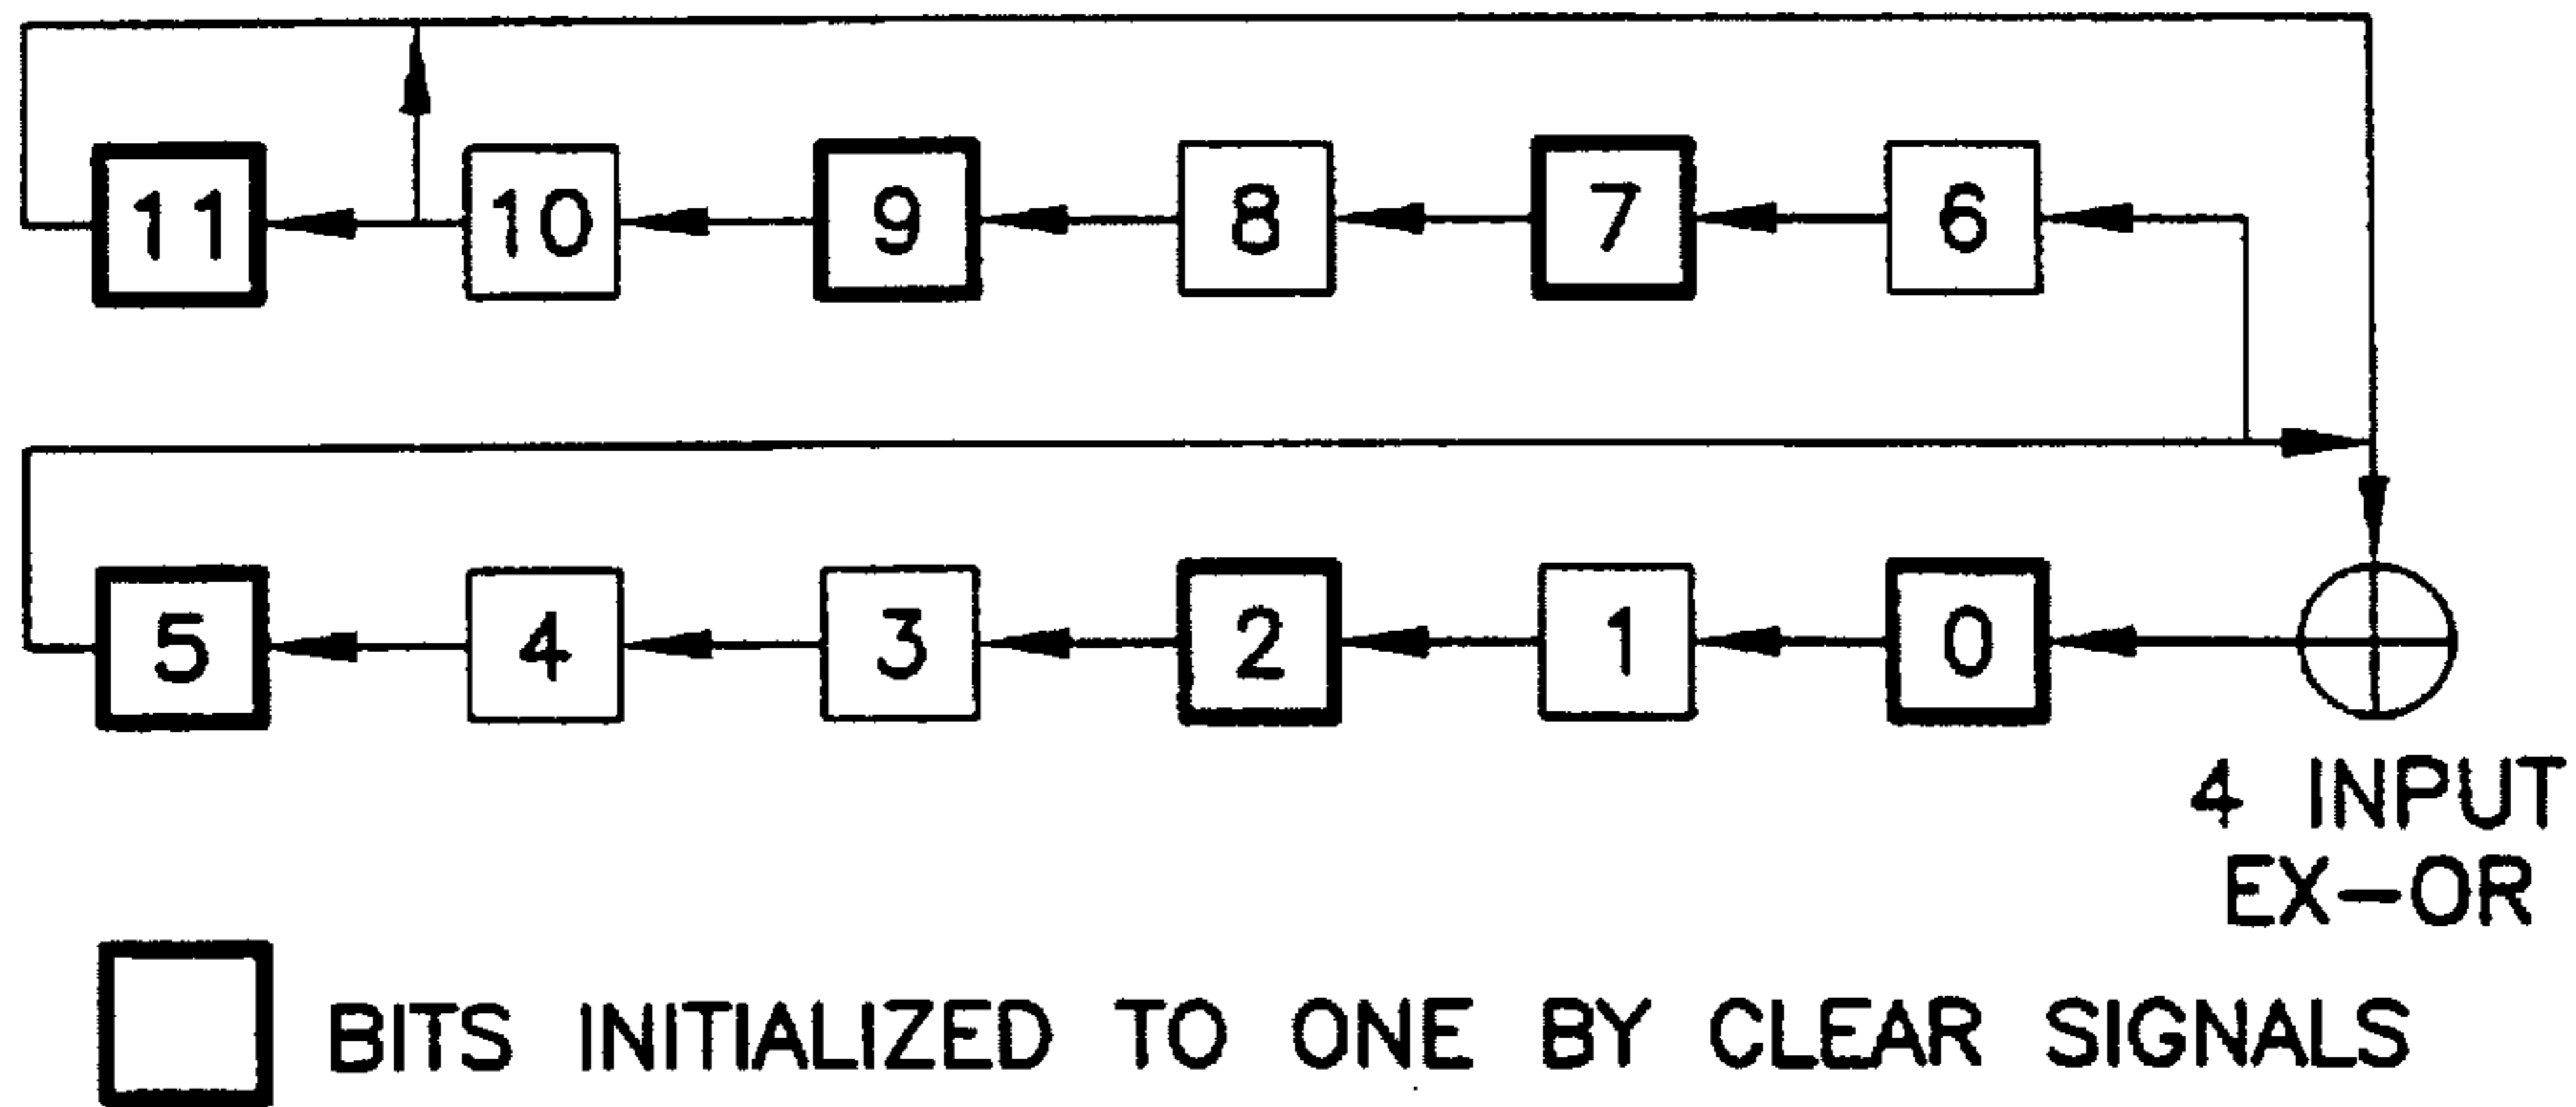 11 10 9 8 7 6
5 4 3 2 1 0
4 INPUT
EX-OR
BITS INITIALIZED TO ONE BY CLEAR SIGNALS